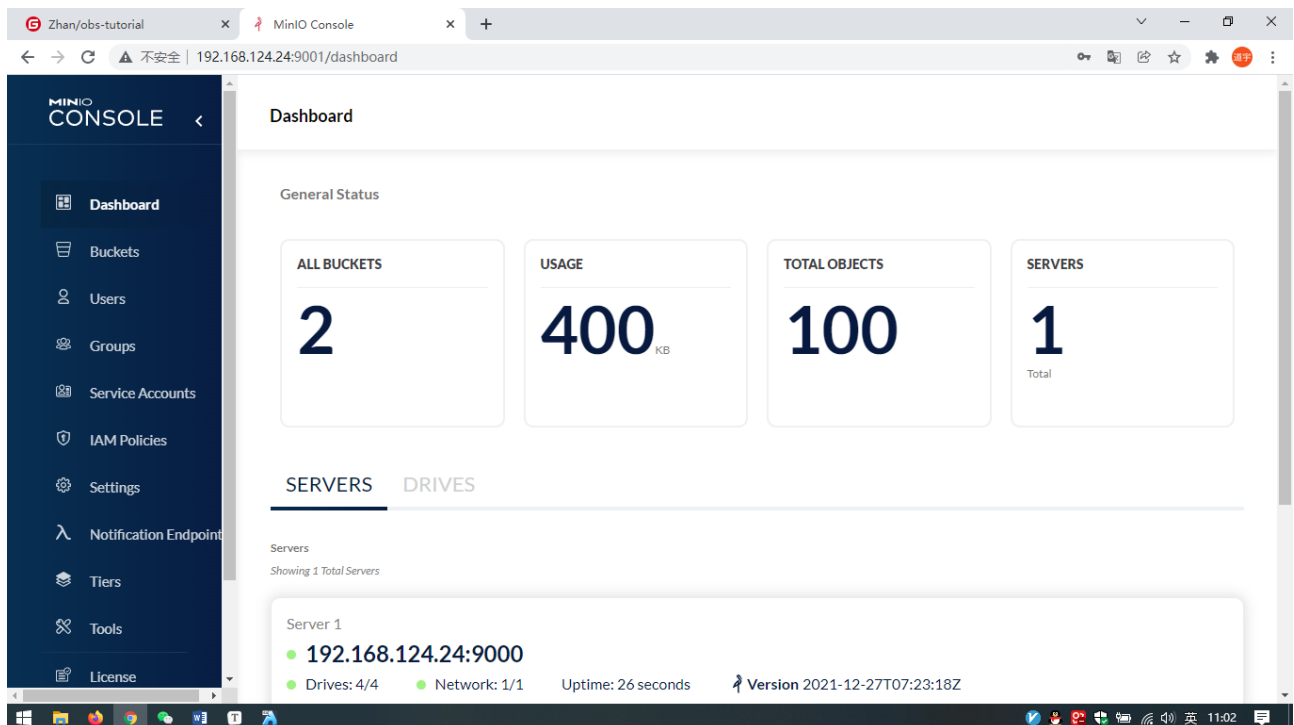 Zhan/obs-tutorial
MinIO Console
不安全 192.168.124.24:9001/dashboard
道宇
MINIO
CONSOLE
Dashboard
Buckets
Users
Groups
Service Accounts
IAM Policies
Settings
Notification Endpoint
Tiers
Tools
License
Dashboard
General Status
ALL BUCKETS
2
USAGE
400 KB
TOTAL OBJECTS
100
SERVERS
1
Total
SERVERS DRIVES
Servers
Showing 1 Total Servers
Server 1
192.168.124.24:9000
Drives: 4/4 Network: 1/1 Uptime: 26 seconds Version 2021-12-27T07:23:18Z
英 11:02